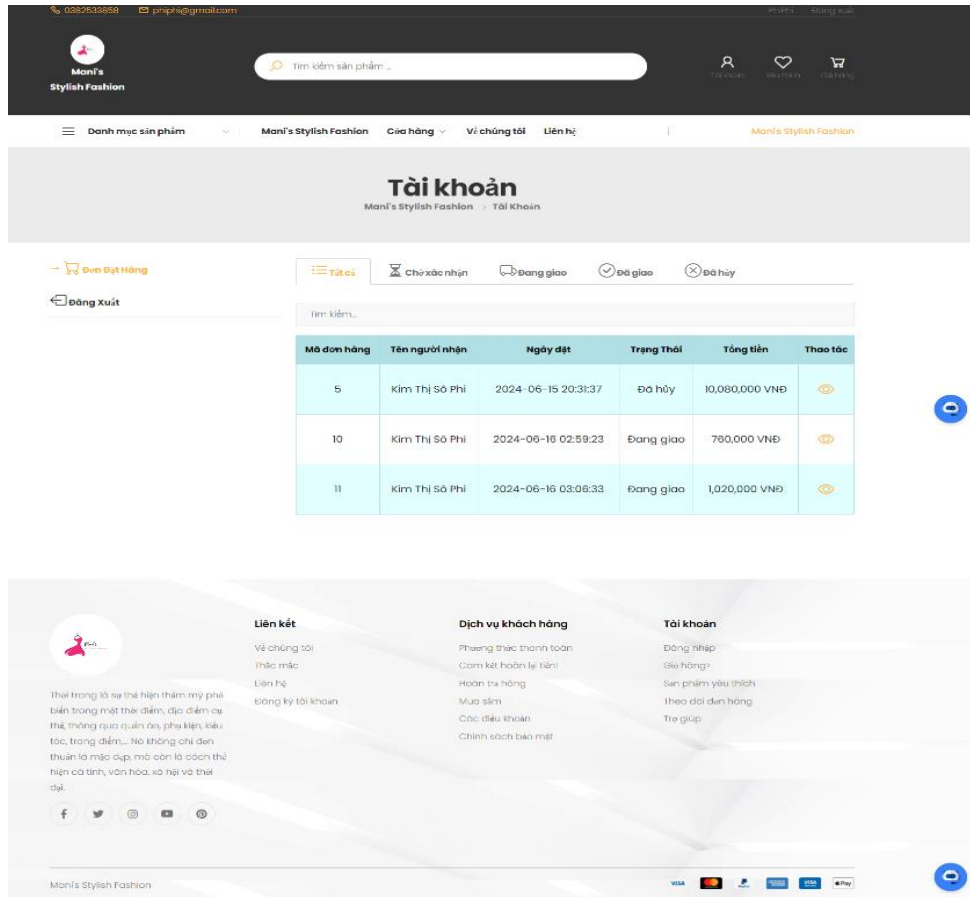 0382533858 phiphi@gmail.com PhiPhi Đăng xuất
Mani's
Stylish Fashion
Tìm kiếm sản phẩm ...
Tài khoản Yêu thích Giỏ hàng
Danh mục sản phẩm Mani's Stylish Fashion Cửa hàng Về chúng tôi Liên hệ Mani's Stylish Fashion
Tài khoản
Mani's Stylish Fashion > Tài Khoản
→ Đơn Đặt Hàng
Đăng Xuất
Tất cả Chờ xác nhận Đang giao Đã giao Đã hủy
Tìm kiếm...
Mã đơn hàng Tên người nhận Ngày đặt Trạng Thái Tổng tiền Thao tác
5 Kim Thị Sô Phi 2024-06-15 20:31:37 Đã hủy 10,080,000 VNĐ
10 Kim Thị Sô Phi 2024-06-16 02:59:23 Đang giao 760,000 VNĐ
11 Kim Thị Sô Phi 2024-06-16 03:06:33 Đang giao 1,020,000 VNĐ
Thời trang là sự thể hiện thẩm mỹ phổ
biến trong một thời điểm, địa điểm cụ
thể, thông qua quần áo, phụ kiện, kiểu
tóc, trang điểm,... Nó không chỉ đơn
thuần là mặc đẹp, mà còn là cách thể
hiện cá tính, văn hóa, xã hội và thời
đại.
Liên kết
Về chúng tôi
Thắc mắc
Liên hệ
Đăng ký tài khoản
Dịch vụ khách hàng
Phương thức thanh toán
Cam kết hoàn lại tiền!
Hoàn trả hàng
Mua sắm
Các điều khoản
Chính sách bảo mật
Tài khoản
Đăng nhập
Giỏ hàng>
Sản phẩm yêu thích
Theo dõi đơn hàng
Trợ giúp
Mani's Stylish Fashion
VISA VISA Pay